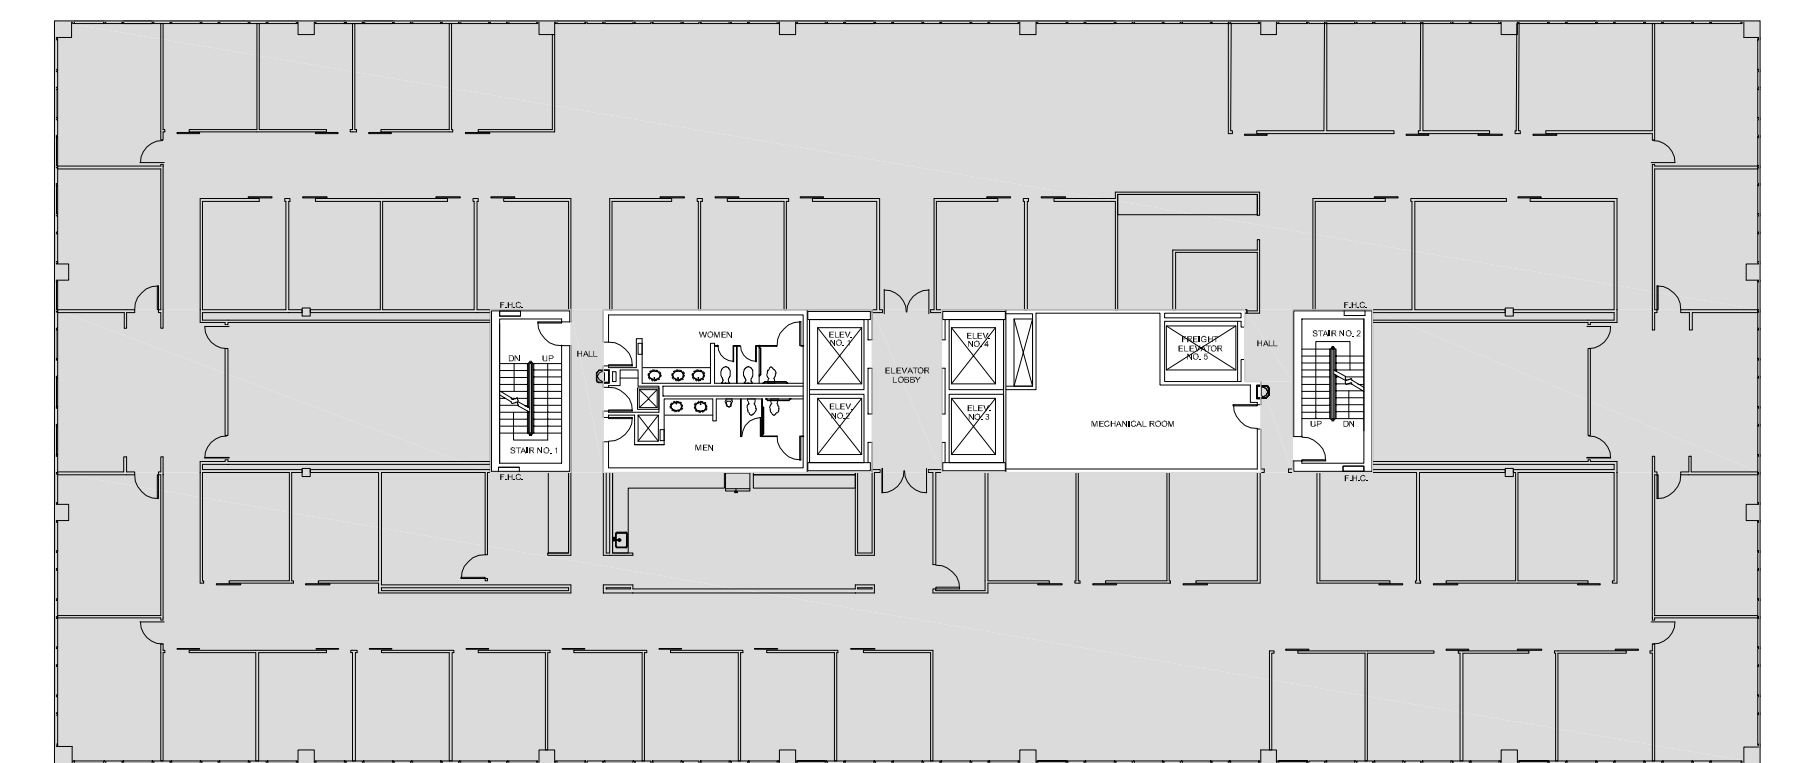 F.H.C.
F.H.C.
WOMEN
ELEV.
NO. 1
ELEV.
NO. 4
FREIGHT
ELEVATOR
NO. 5
STAIR NO. 2
HALL
HALL
DN UP
ELEVATOR
LOBBY
ELEV.
NO.2
ELEV.
NO. 3
MECHANICAL ROOM
UP DN
STAIR NO. 1
MEN
F.H.C.
F.H.C.